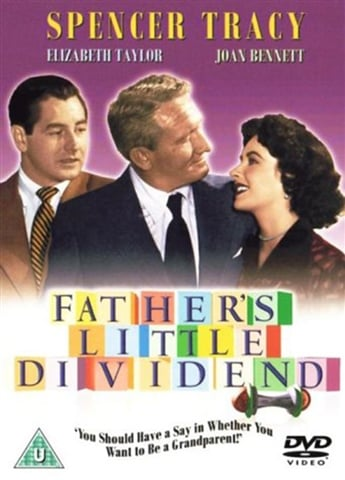 SPENCER TRACY
ELIZABETH TAYLOR JOAN BENNETT
FATHER'S
LITTLE
DIVIDEND
'You Should Have a Say in Whether You
Want to Be a Grandparent!'
U
DVD
VIDEO